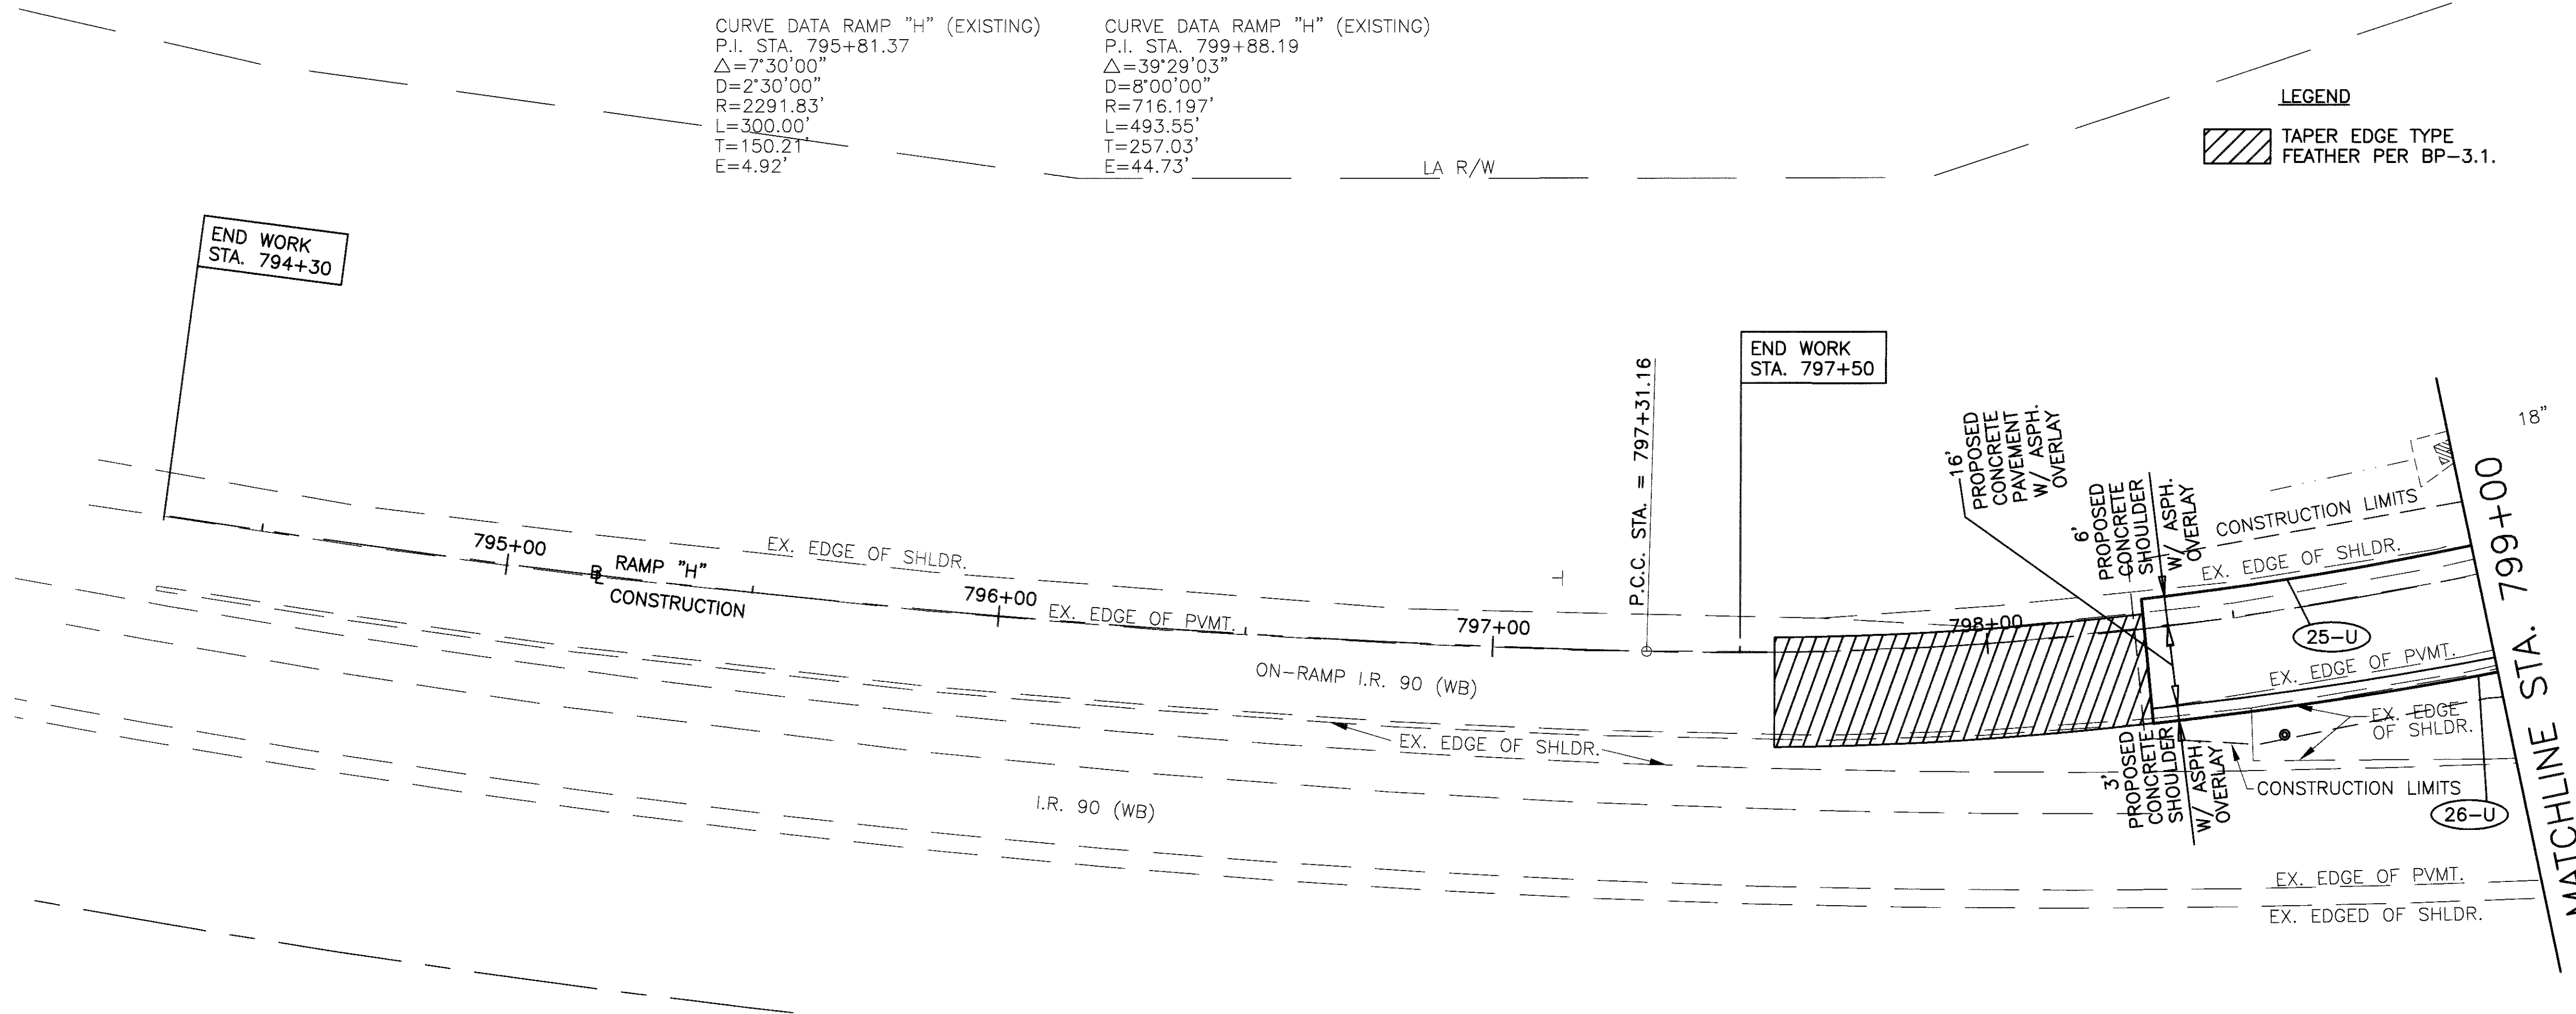 CURVE DATA RAMP "H" (EXISTING)
P.I. STA. 795+81.37
△=7°30'00"
D=2°30'00"
R=2291.83'
L=300.00'
T=150.21'
E=4.92'
CURVE DATA RAMP "H" (EXISTING)
P.I. STA. 799+88.19
△=39°29'03"
D=8°00'00"
R=716.197'
L=493.55'
T=257.03'
E=44.73'
LA R/W
LEGEND
TAPER EDGE TYPE
FEATHER PER BP-3.1.
END WORK
STA. 794+30
END WORK
STA. 797+50
P.C.C. STA. = 797+31.16
16'
PROPOSED
CONCRETE
PAVEMENT
W/ ASPH.
OVERLAY
6'
PROPOSED
CONCRETE
SHOULDER
W/ ASPH.
OVERLAY
18"
CONSTRUCTION LIMITS
EX. EDGE OF SHLDR.
MATCHLINE STA. 799+00
795+00
RAMP "H"
CONSTRUCTION
EX. EDGE OF SHLDR.
796+00
EX. EDGE OF PVMT.
797+00
798+00
25-U
EX. EDGE OF PVMT.
ON-RAMP I.R. 90 (WB)
EX. EDGE OF SHLDR.
EX. EDGE
OF SHLDR.
3'
PROPOSED
CONCRETE
SHOULDER
W/ ASPH.
OVERLAY
CONSTRUCTION LIMITS
26-U
I.R. 90 (WB)
EX. EDGE OF PVMT.
EX. EDGED OF SHLDR.